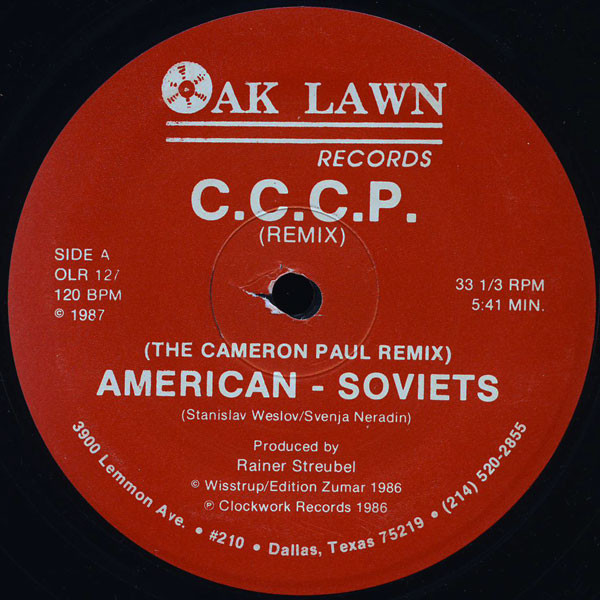 OAK LAWN
RECORDS
C.C.C.P.
(REMIX)
SIDE A
OLR 127
120 BPM
© 1987
33 1/3 RPM
5:41 MIN.
(THE CAMERON PAUL REMIX)
AMERICAN - SOVIETS
(Stanislav Weslov/Svenja Neradin)
Produced by
Rainer Streubel
© Wisstrup/Edition Zumar 1986
℗ Clockwork Records 1986
3900 Lemmon Ave. • #210 • Dallas, Texas 75219 • (214) 520-2855